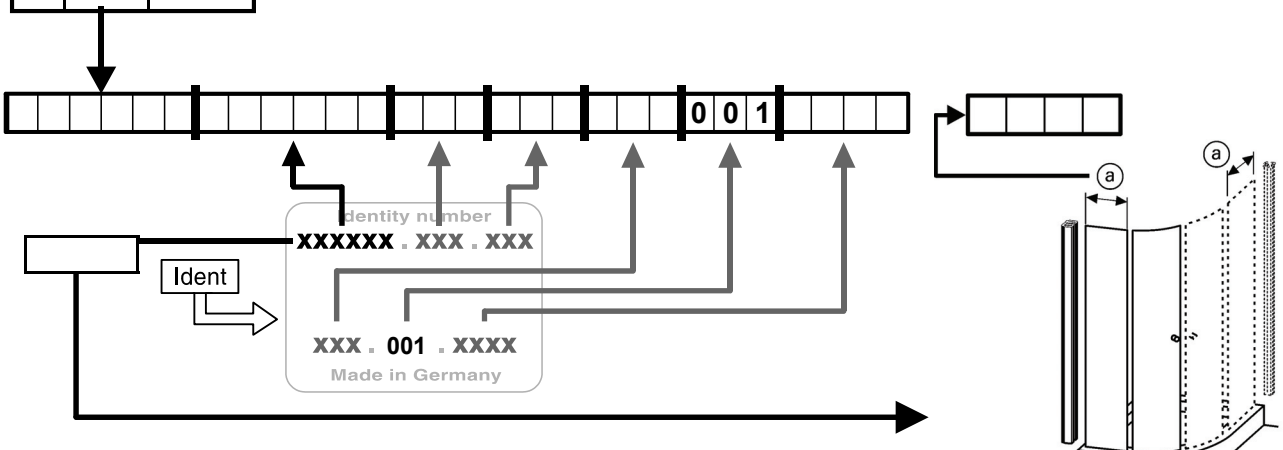 0 0 1
a
a
Identity number
xxxxxx . xxx . xxx
Ident
xxx . 001 . xxxx
Made in Germany